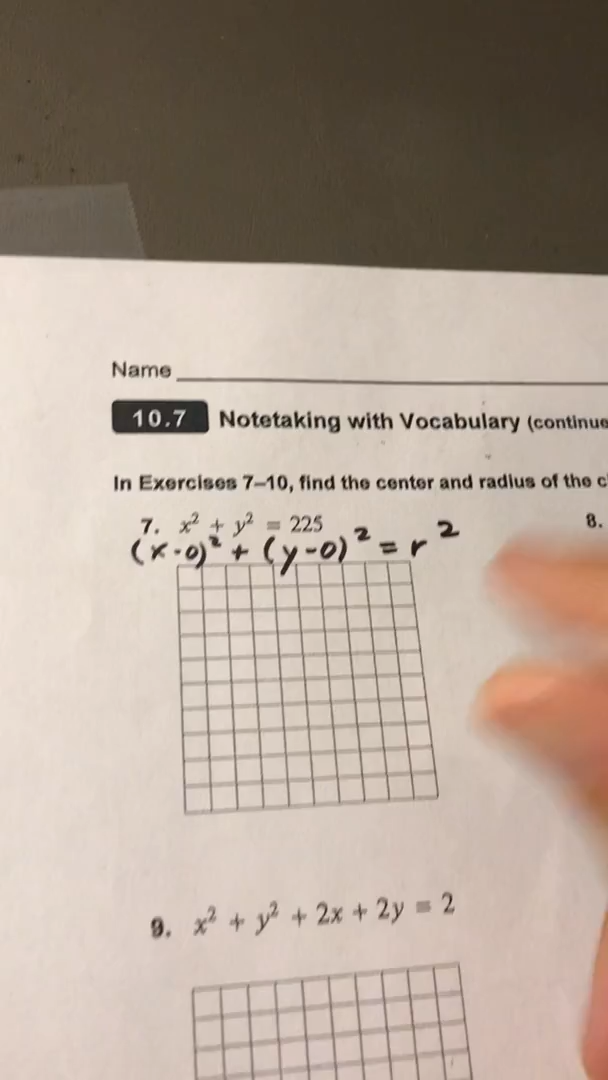 Name
10.7 Notetaking with Vocabulary (continue
In Exercises 7–10, find the center and radius of the c
7. x² + y² = 225
8.
(x-0)² + (y-0)² = r²
9. x² + y² + 2x + 2y = 2